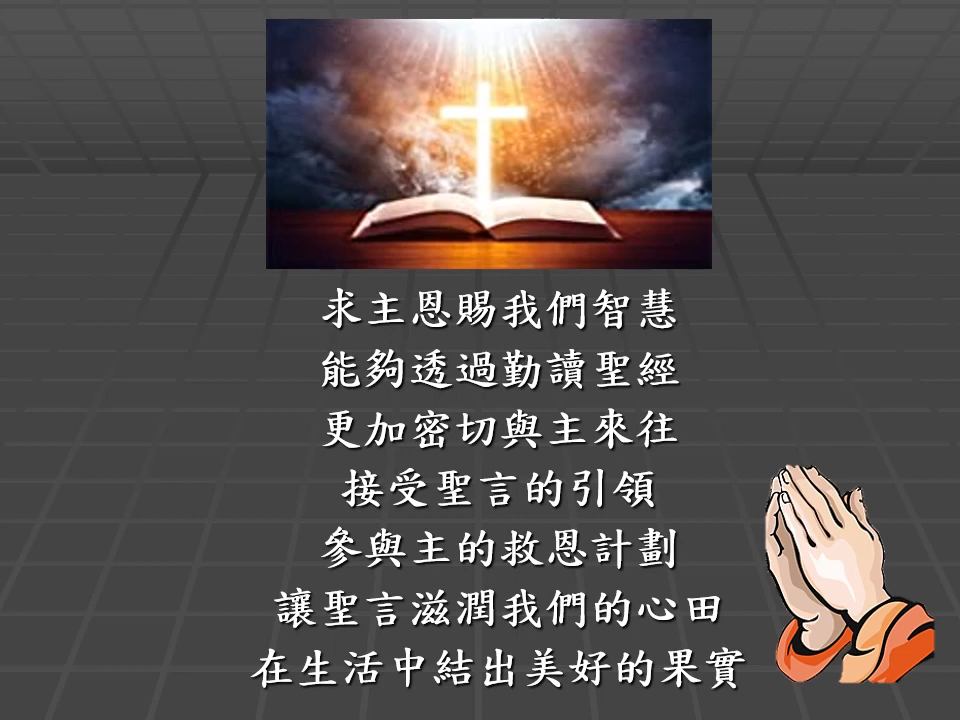 求主恩賜我們智慧
能夠透過勤讀聖經
更加密切與主來往
接受聖言的引領
參與主的救恩計劃
讓聖言滋潤我們的心田
在生活中結出美好的果實